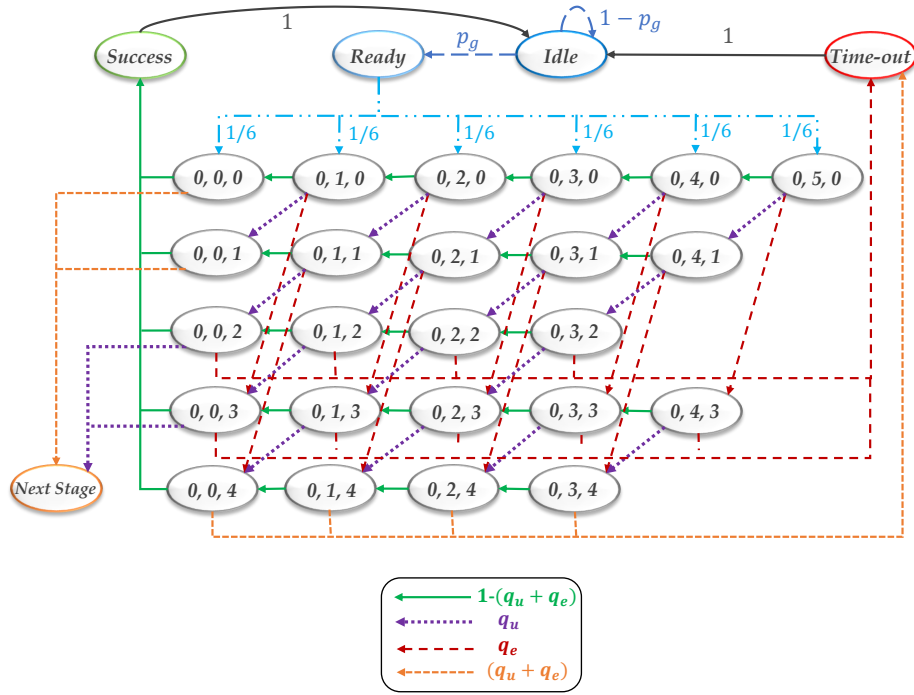 1
1 − p_g
Success
Ready
p_g
Idle
1
Time-out
1/6 1/6 1/6 1/6 1/6 1/6
0, 0, 0 0, 1, 0 0, 2, 0 0, 3, 0 0, 4, 0 0, 5, 0
0, 0, 1 0, 1, 1 0, 2, 1 0, 3, 1 0, 4, 1
0, 0, 2 0, 1, 2 0, 2, 2 0, 3, 2
0, 0, 3 0, 1, 3 0, 2, 3 0, 3, 3 0, 4, 3
Next Stage
0, 0, 4 0, 1, 4 0, 2, 4 0, 3, 4
1-(q_u + q_e)
q_u
q_e
(q_u + q_e)